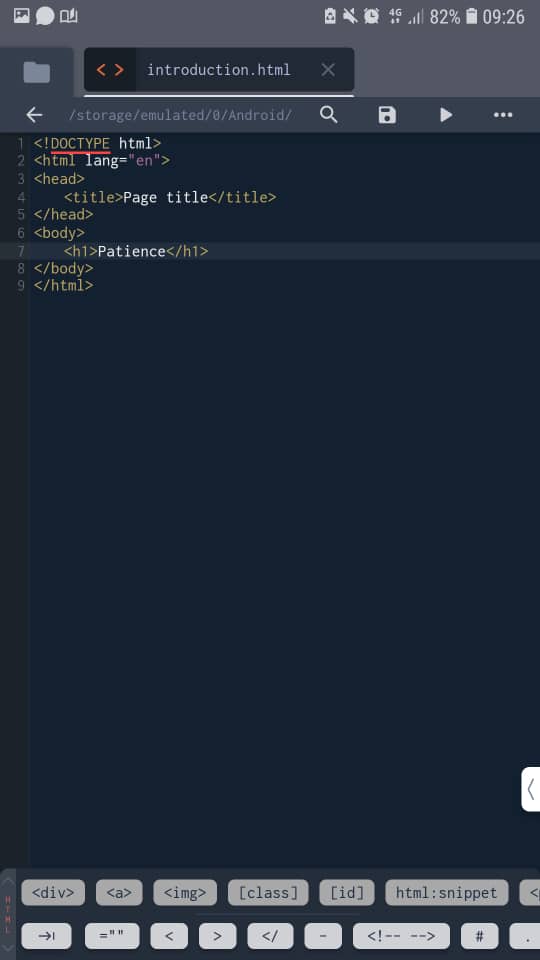 4G 82% 09:26
< > introduction.html
/storage/emulated/0/Android/
1 <!DOCTYPE html>
2 <html lang="en">
3 <head>
4     <title>Page title</title>
5 </head>
6 <body>
7     <h1>Patience</h1>
8 </body>
9 </html>
<div> <a> <img> [class] [id] html:snippet
HTML
="" < > </ - <!-- --> # .